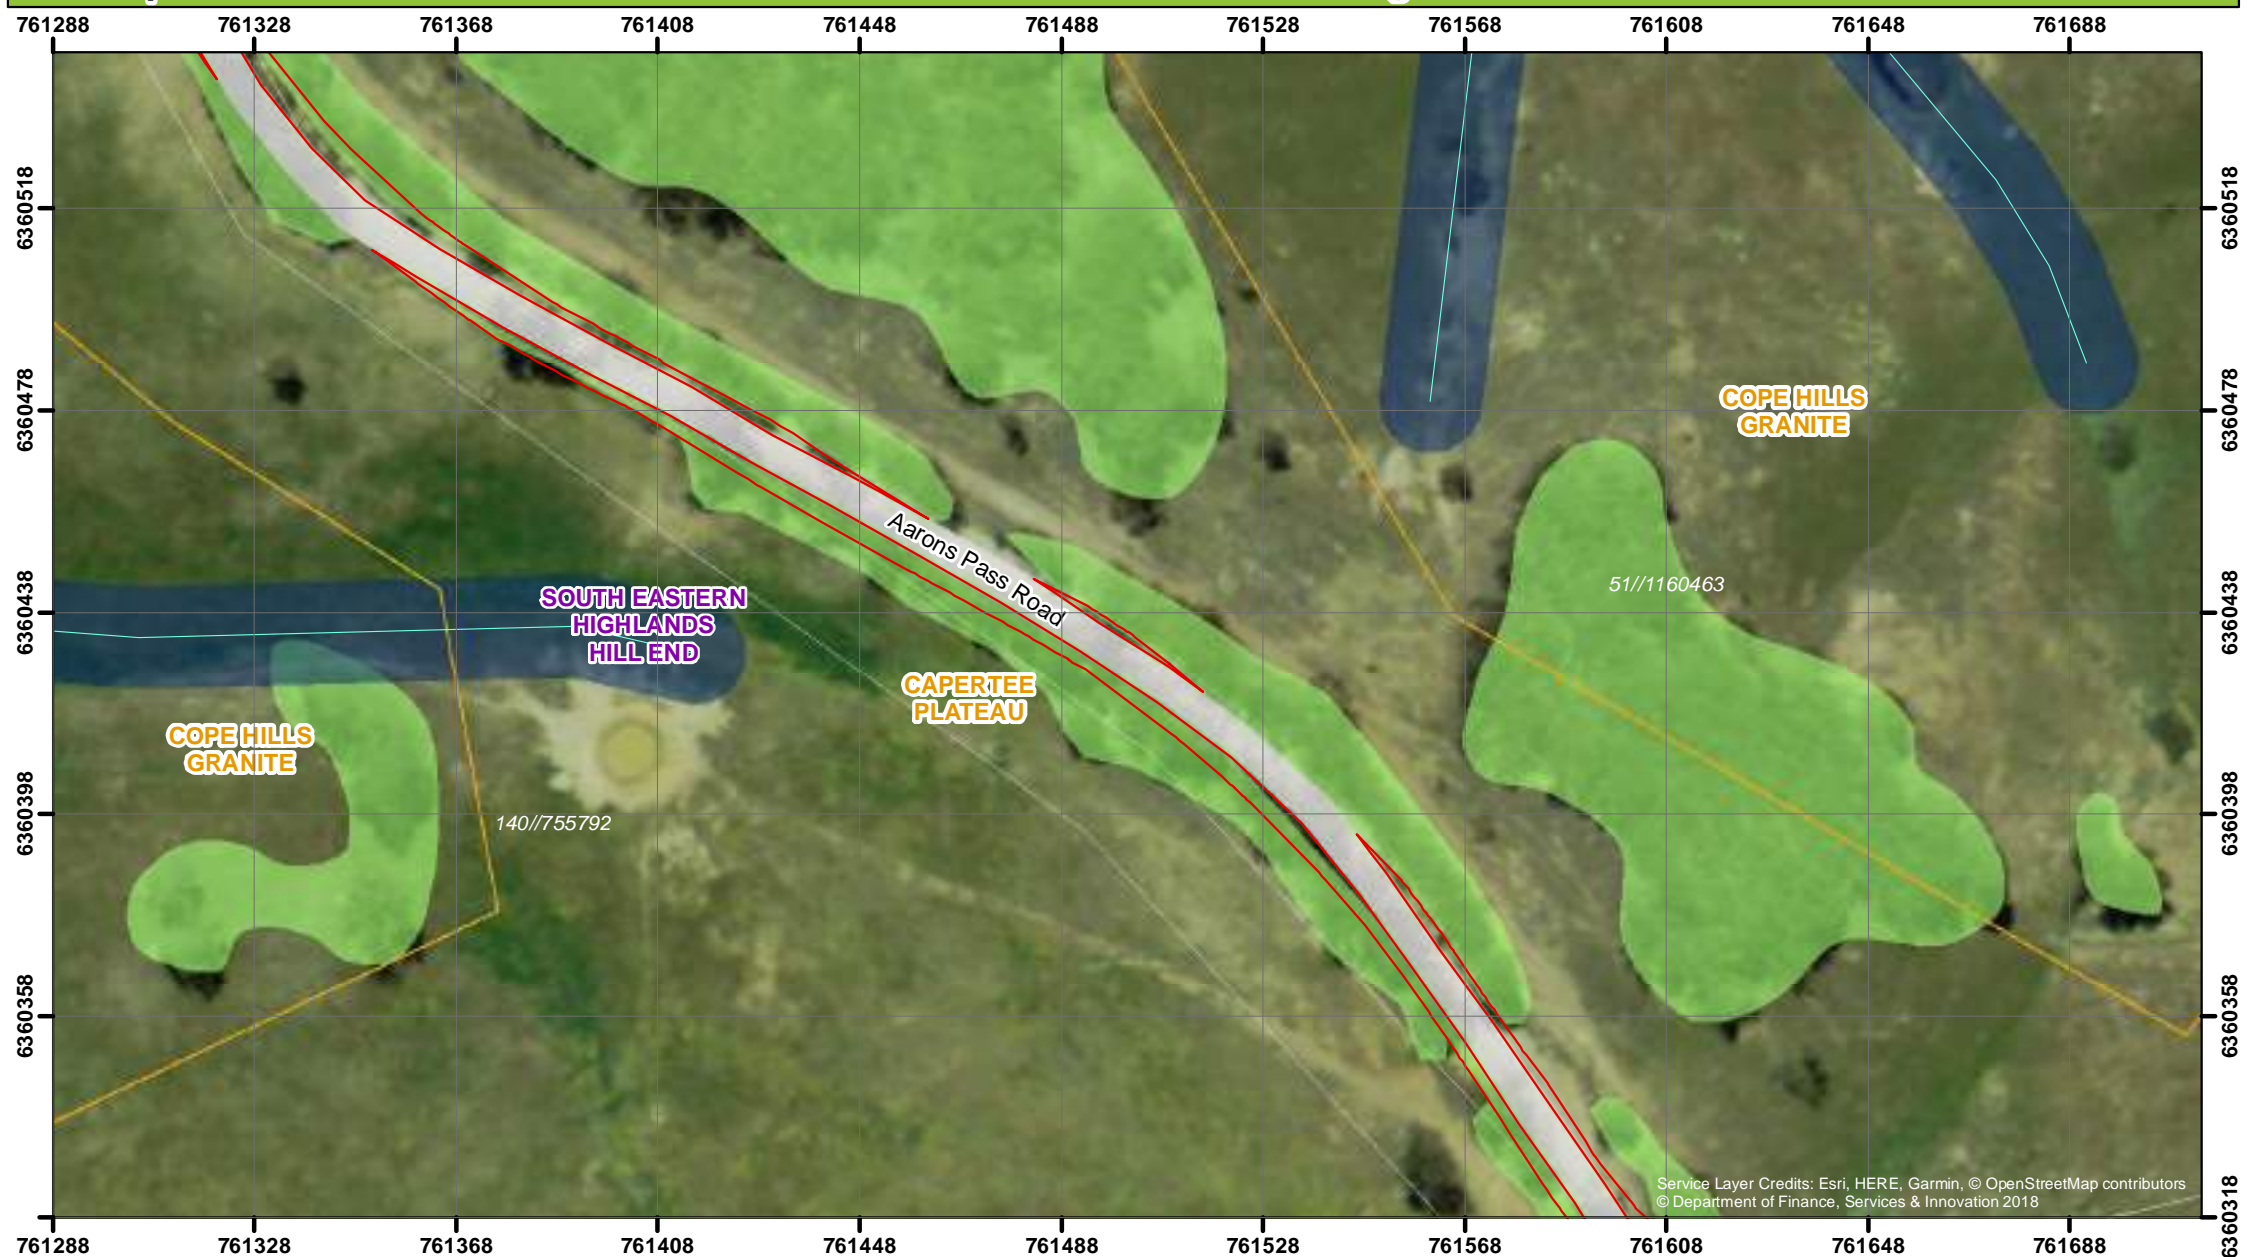 761288 761328 761368 761408 761448 761488 761528 761568 761608 761648 761688
6360518 6360518
6360478 6360478
COPE HILLS
GRANITE
Aarons Pass Road
51//1160463
6360438 6360438
SOUTH EASTERN
HIGHLANDS
HILL END
CAPERTEE
PLATEAU
COPE HILLS
GRANITE
140//755792
6360398 6360398
6360358 6360358
Service Layer Credits: Esri, HERE, Garmin, © OpenStreetMap contributors
© Department of Finance, Services & Innovation 2018
6360318
761288 761328 761368 761408 761448 761488 761528 761568 761608 761648 761688